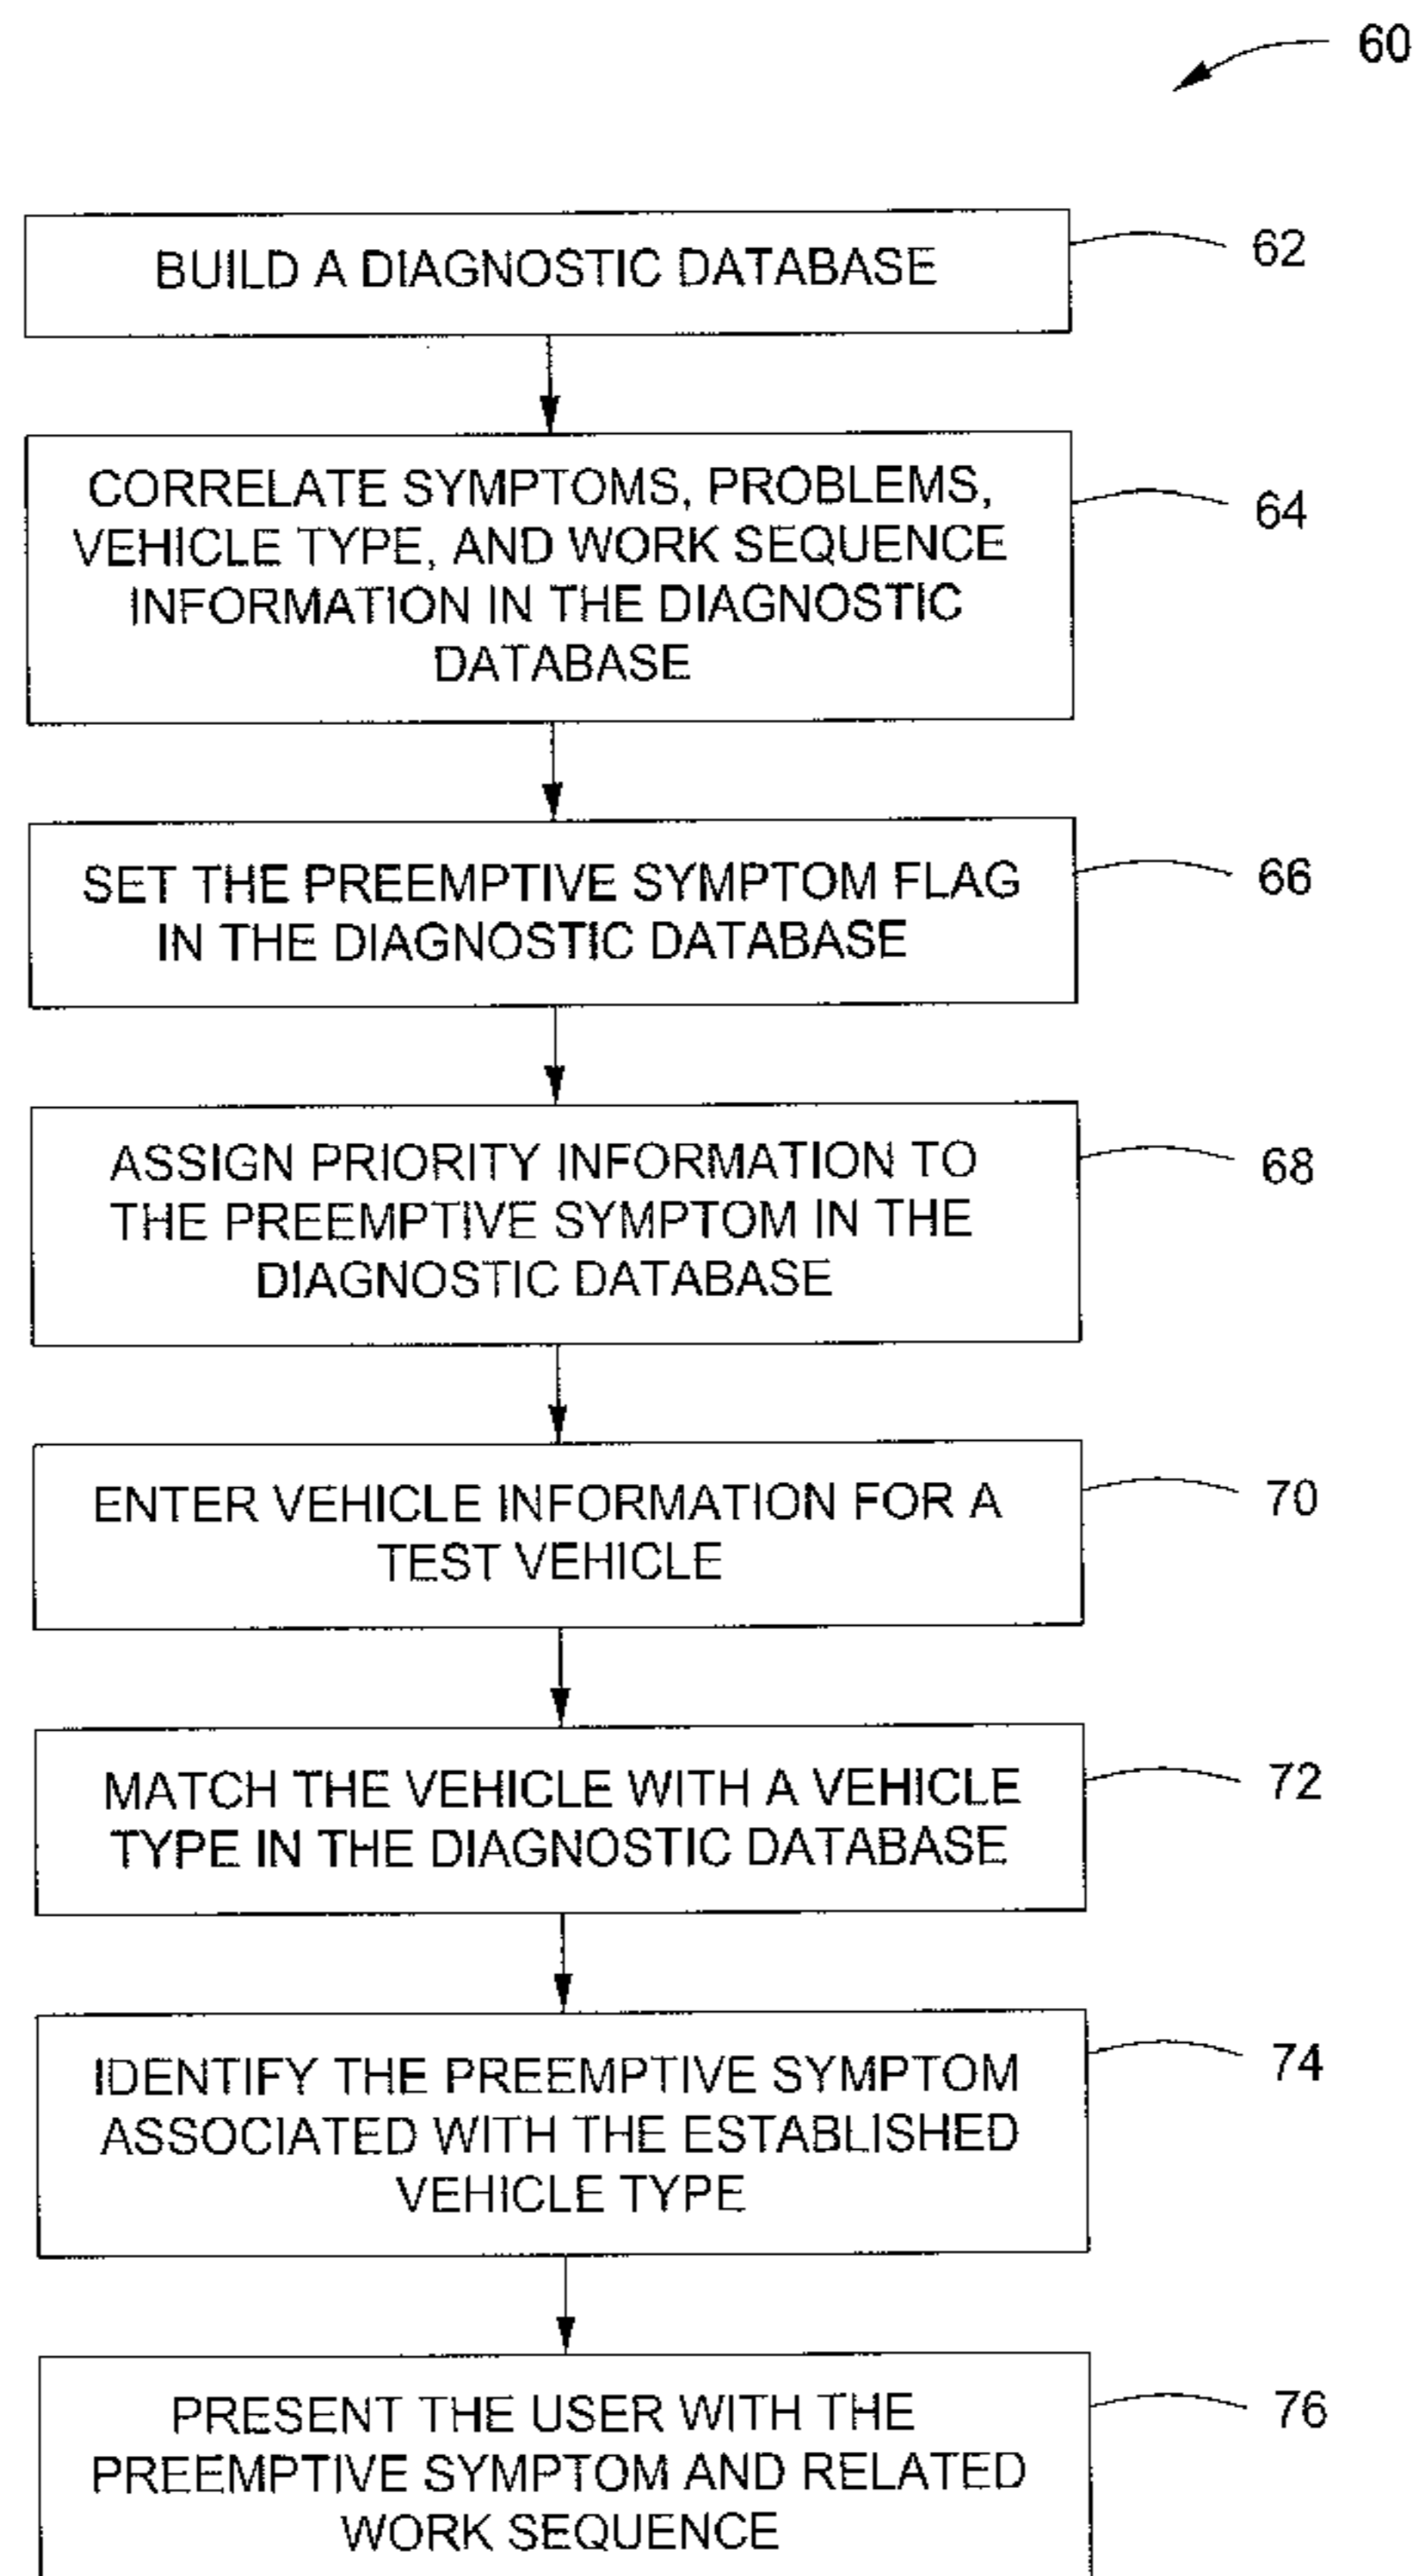 60
BUILD A DIAGNOSTIC DATABASE
62
CORRELATE SYMPTOMS, PROBLEMS,
VEHICLE TYPE, AND WORK SEQUENCE
INFORMATION IN THE DIAGNOSTIC
DATABASE
64
SET THE PREEMPTIVE SYMPTOM FLAG
IN THE DIAGNOSTIC DATABASE
66
ASSIGN PRIORITY INFORMATION TO
THE PREEMPTIVE SYMPTOM IN THE
DIAGNOSTIC DATABASE
68
ENTER VEHICLE INFORMATION FOR A
TEST VEHICLE
70
MATCH THE VEHICLE WITH A VEHICLE
TYPE IN THE DIAGNOSTIC DATABASE
72
IDENTIFY THE PREEMPTIVE SYMPTOM
ASSOCIATED WITH THE ESTABLISHED
VEHICLE TYPE
74
PRESENT THE USER WITH THE
PREEMPTIVE SYMPTOM AND RELATED
WORK SEQUENCE
76